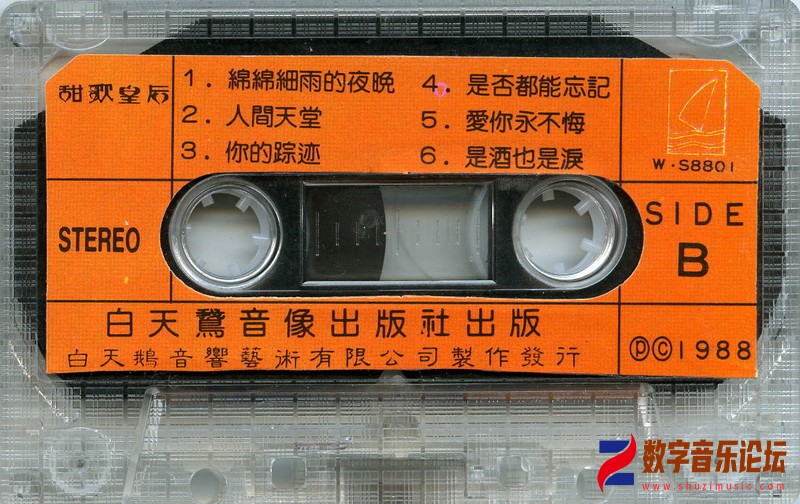 甜歌皇后
1. 綿綿細雨的夜晚
2. 人間天堂
3. 你的踪迹
4. 是否都能忘記
5. 愛你永不悔
6. 是酒也是淚
W·S8801
STEREO
SIDE
B
白天鵞音像出版社出版
白天鵝音響藝術有限公司製作發行
ⓟⓒ1988
数字音乐论坛
www.shuzimusic.com